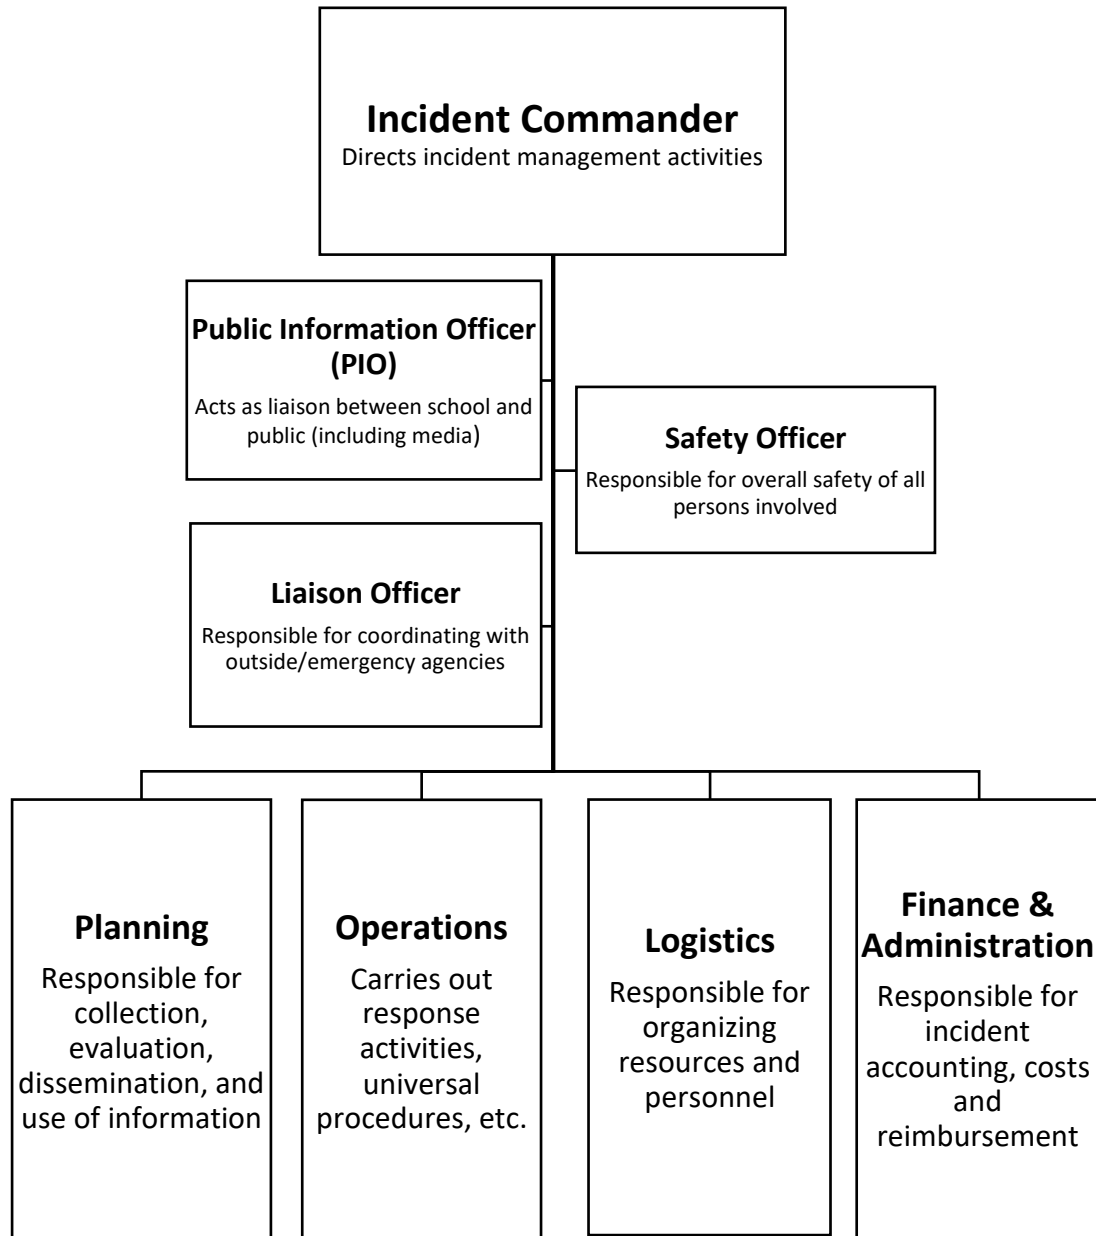 Incident Commander
Directs incident management activities
Public Information Officer
(PIO)
Acts as liaison between school and
public (including media)
Safety Officer
Responsible for overall safety of all
persons involved
Liaison Officer
Responsible for coordinating with
outside/emergency agencies
Planning
Responsible for
collection,
evaluation,
dissemination, and
use of information
Operations
Carries out
response
activities,
universal
procedures, etc.
Logistics
Responsible for
organizing
resources and
personnel
Finance &
Administration
Responsible for
incident
accounting, costs
and
reimbursement